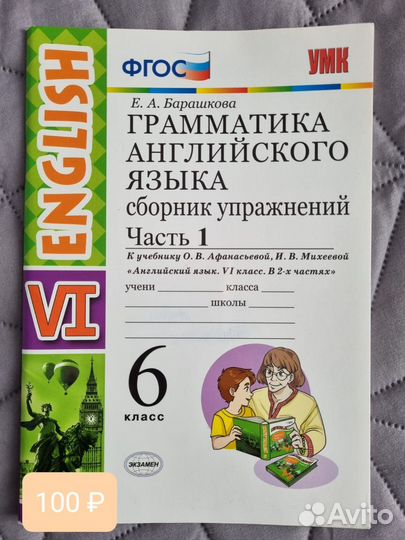 ФГОС
УМК
ENGLISH
VI
Е. А. Барашкова
ГРАММАТИКА
АНГЛИЙСКОГО
ЯЗЫКА
сборник упражнений
Часть 1
К учебнику О. В. Афанасьевой, И. В. Михеевой
«Английский язык. VI класс. В 2-х частях»
учени класса
школы
6
класс
ЭКЗАМЕН
100 ₽
Avito